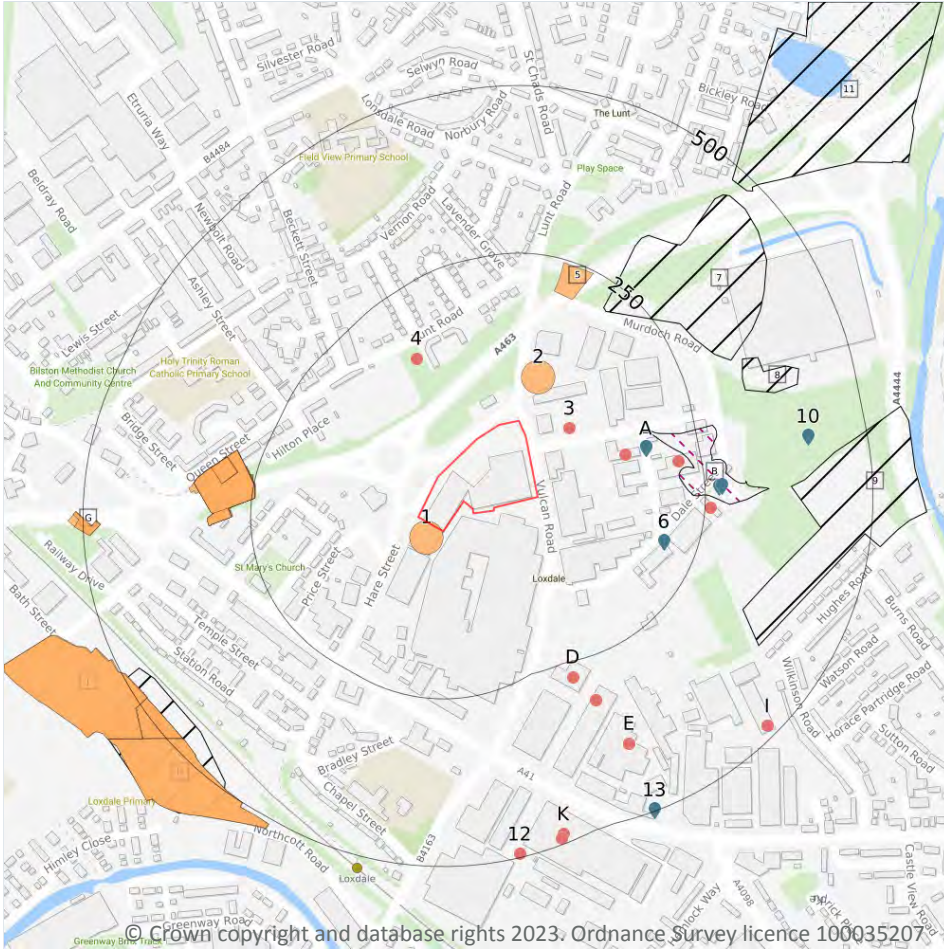 Silvester Road
Selwyn Road
St Chads Road
Bickley Road
11
Etruria Way
Lonsdale Road
Norbury Road
The Lunt
B4484
500
Field View Primary School
Play Space
Beldray Road
Newbolt Road
Beckett Street
Vernon Road
Lavender Grove
Lunt Road
Ashley Street
5
7
250
Lewis Street
Murdoch Road
A463
4
Lunt Road
2
Holy Trinity Roman
Catholic Primary School
Bilston Methodist Church
And Community Centre
8
A4444
3
A
10
Bridge Street
Hilton Place
Queen Street
B
9
Vulcan Road
Dale Street
G
1
6
Railway Drive
St Mary's Church
Price Street
Hare Street
Loxdale
Hughes Road
Burns Road
Bath Street
Temple Street
Station Road
Watson Road
Wilkinson Road
Horace Partridge Road
D
I
E
Sutton Road
Bradley Street
A41
13
Loxdale Primary
Chapel Street
K
12
B4163
Northcott Road
Himley Close
Loxdale
A4098
Castle View Road
Greenway Road
Greenway BMX Track
© Crown copyright and database rights 2023. Ordnance Survey licence 100035207.